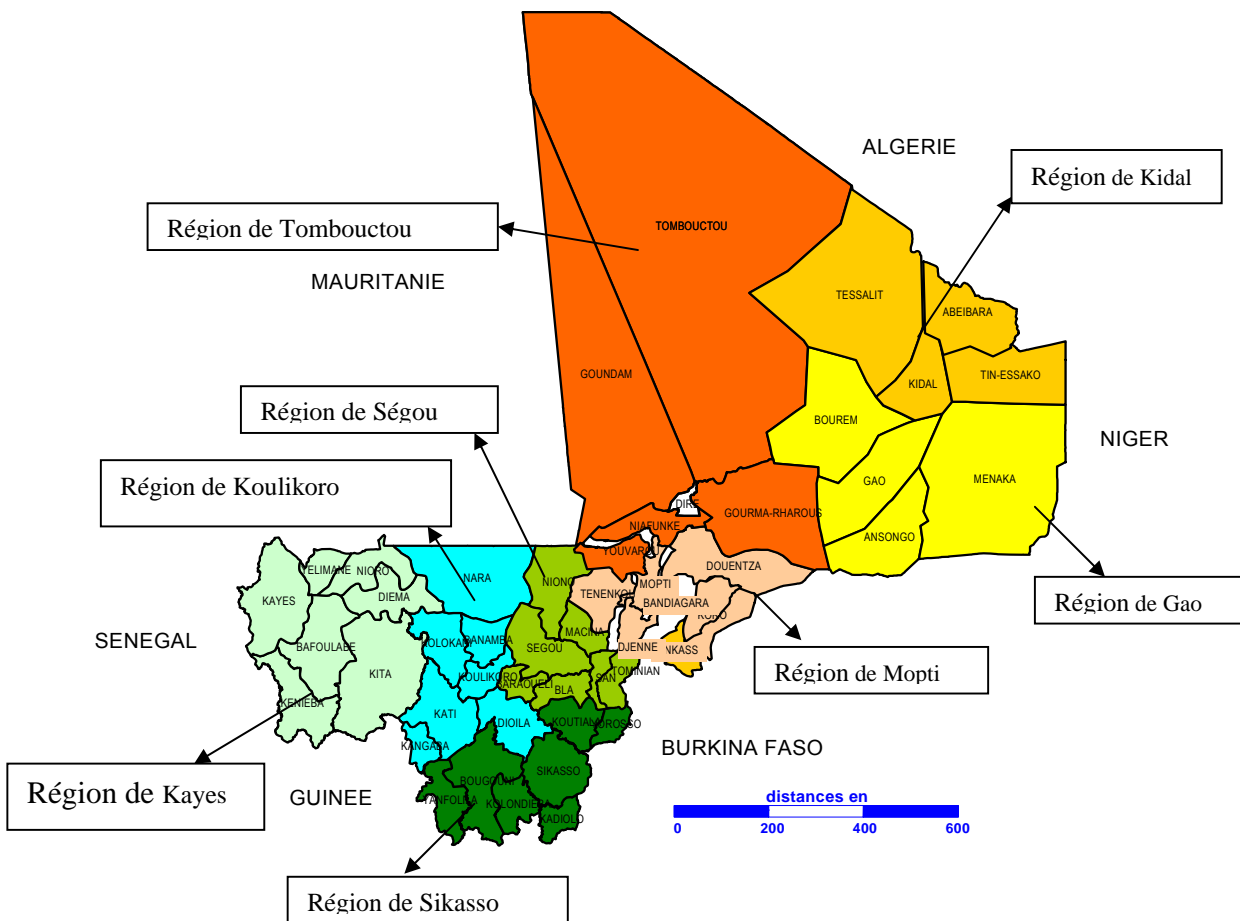 ALGERIE
Région de Kidal
Région de Tombouctou
TOMBOUCTOU
MAURITANIE
TESSALIT
ABEIBARA
GOUNDAM
TIN-ESSAKO
KIDAL
Région de Ségou
BOUREM
NIGER
Région de Koulikoro
GAO
MENAKA
DIRE
GOURMA-RHAROUS
NIAFUNKE
ANSONGO
YOUVAROU
DOUENTZA
YELIMANE
NIORO
NARA
NIONO
MOPTI
KAYES
DIEMA
TENENKOU
BANDIAGARA
Région de Gao
KORO
SENEGAL
MACINA
KOLOKANI
BANAMBA
BAFOULABE
SEGOU
DJENNE
NKASS
KITA
TOMINIAN
Région de Mopti
KOULIKORO
BARAOUELI
SAN
BLA
KENIEBA
KATI
DIOILA
KOUTIALA
YOROSSO
KANGABA
BURKINA FASO
SIKASSO
BOUGOUNI
Région de Kayes
GUINEE
YANFOLILA
KOLONDIEBA
distances en
KADIOLO
0 200 400 600
Région de Sikasso